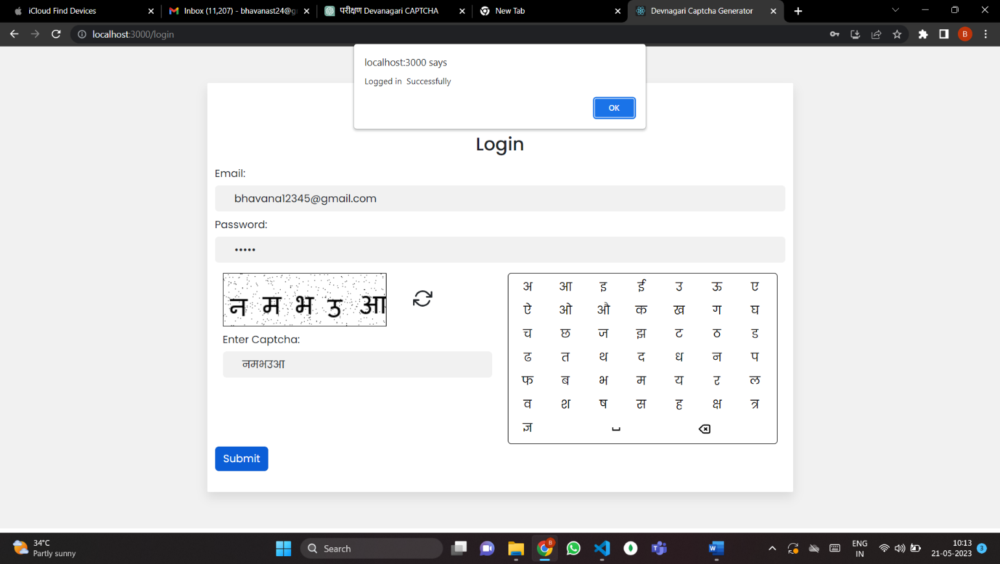 iCloud Find Devices
Inbox (11,207) - bhavanast24@g
परीक्षण Devanagari CAPTCHA
New Tab
Devnagari Captcha Generator
localhost:3000/login
B
localhost:3000 says
Logged in Successfully
OK
Login
Email:
bhavana12345@gmail.com
Password:
•••••
न म भ उ आ
Enter Captcha:
नमभउआ
अ आ इ ई उ ऊ ए
ऐ ओ औ क ख ग घ
च छ ज झ ट ठ ड
ढ त थ द ध न प
फ ब भ म य र ल
व श ष स ह क्ष त्र
ज्ञ
Submit
34°C
Partly sunny
Search
B
W
ENG
IN
10:13
21-05-2023
3